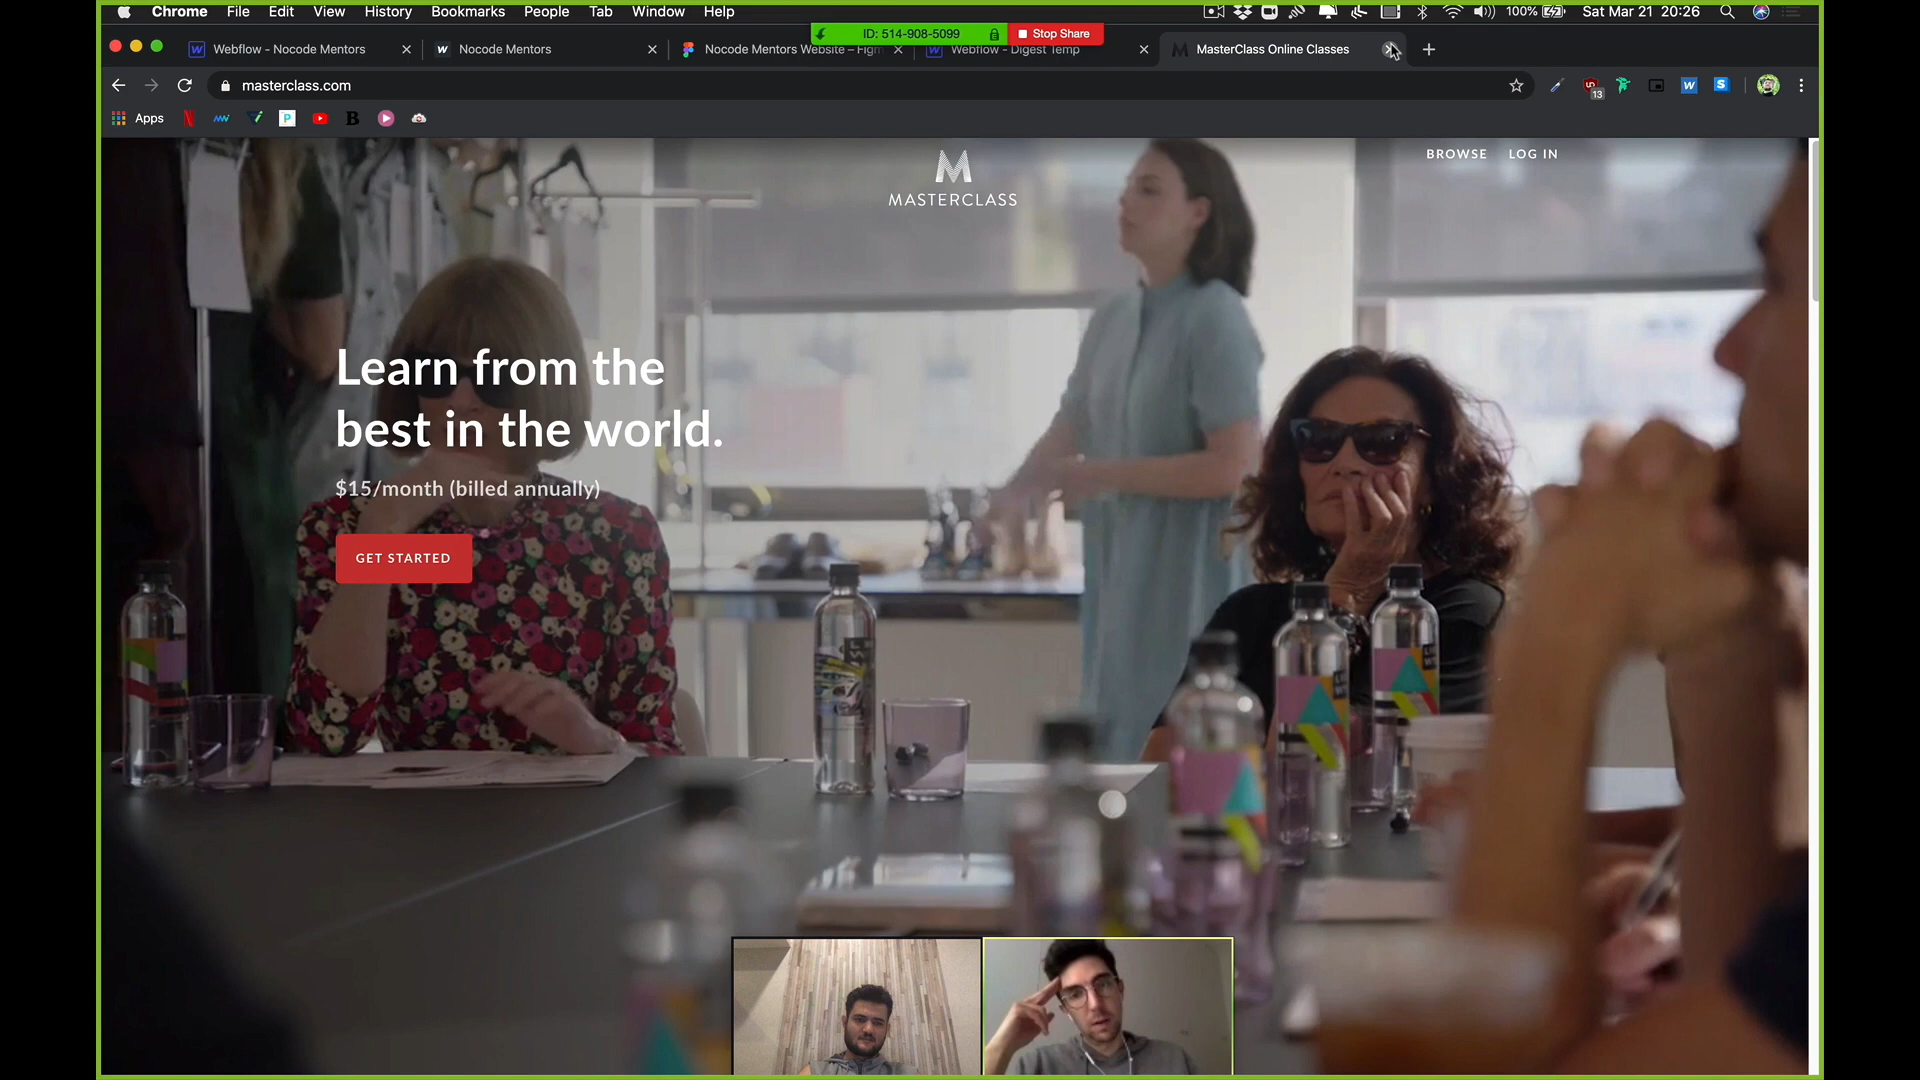 Chrome File Edit View History Bookmarks People Tab Window Help
100% Sat Mar 21 20:26
ID: 514-908-5099 Stop Share
Webflow - Nocode Mentors
Nocode Mentors
Nocode Mentors Website – Figm
Webflow - Digest Temp
MasterClass Online Classes
masterclass.com
13
Apps
BROWSE LOG IN
MASTERCLASS
Learn from the
best in the world.
$15/month (billed annually)
GET STARTED